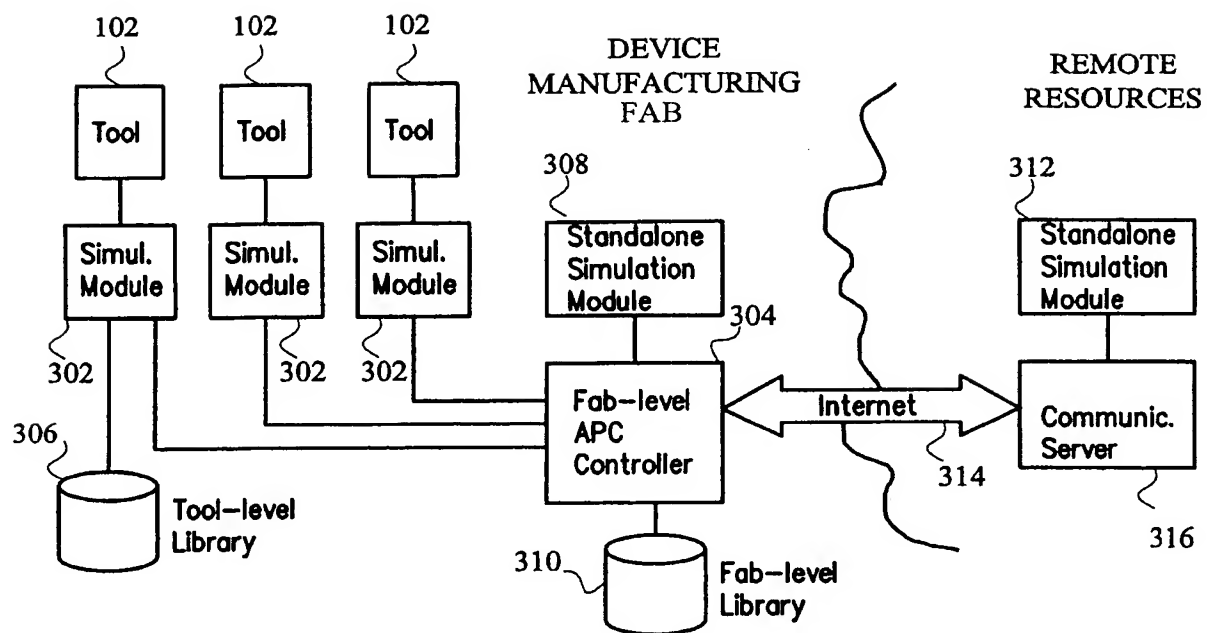 102
102
102
DEVICE
MANUFACTURING
FAB
REMOTE
RESOURCES
Tool
Tool
Tool
308
312
Simul.
Module
Simul.
Module
Simul.
Module
Standalone
Simulation
Module
Standalone
Simulation
Module
302
302
302
304
Fab-level
APC
Controller
Internet
314
Communic.
Server
316
306
Tool-level
Library
310
Fab-level
Library